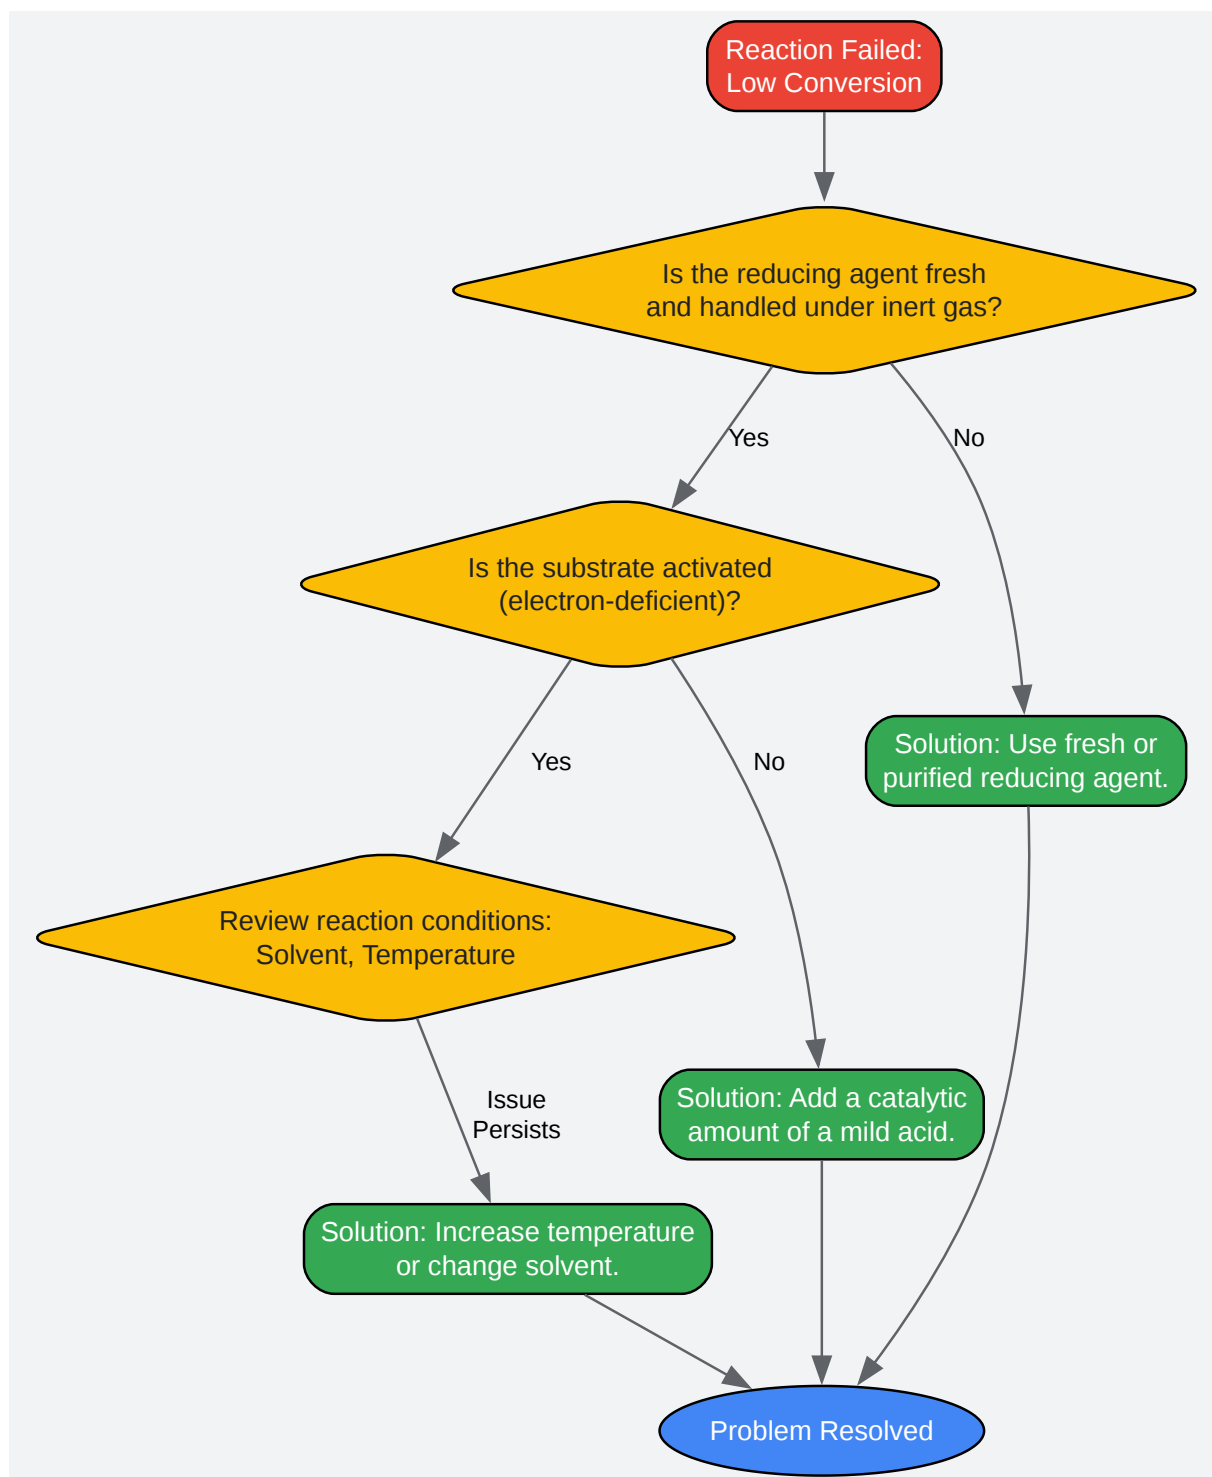 Reaction Failed:
Low Conversion
Is the reducing agent fresh
and handled under inert gas?
Yes
No
Is the substrate activated
(electron-deficient)?
Solution: Use fresh or
purified reducing agent.
Yes
No
Review reaction conditions:
Solvent, Temperature
Issue
Persists
Solution: Add a catalytic
amount of a mild acid.
Solution: Increase temperature
or change solvent.
Problem Resolved